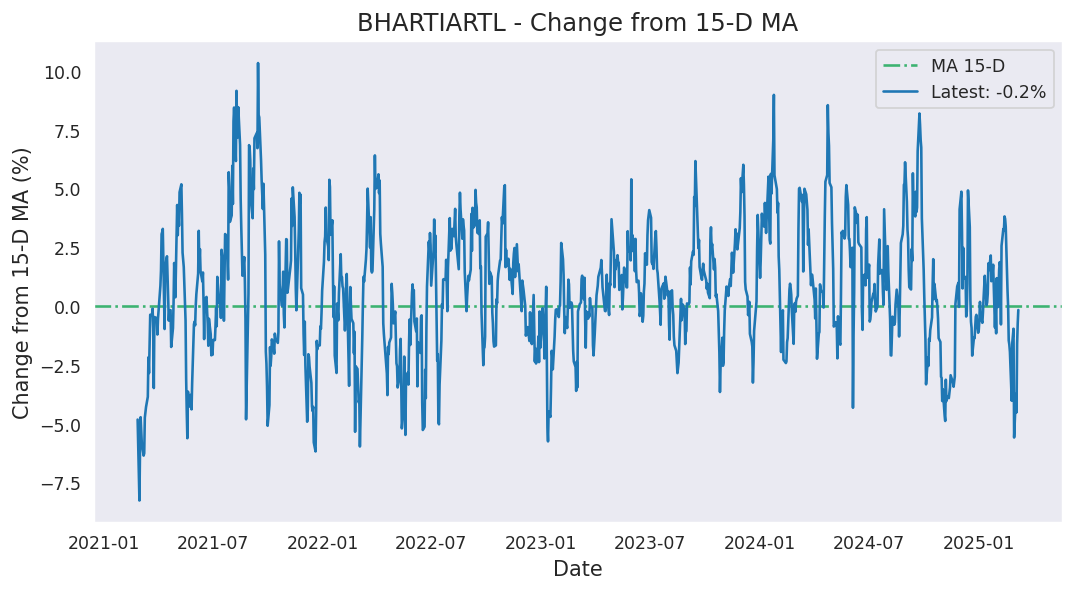 BHARTIARTL - Change from 15-D MA
MA 15-D
Latest: -0.2%
Change from 15-D MA (%)
10.0
7.5
5.0
2.5
0.0
−2.5
−5.0
−7.5
2021-01 2021-07 2022-01 2022-07 2023-01 2023-07 2024-01 2024-07 2025-01
Date